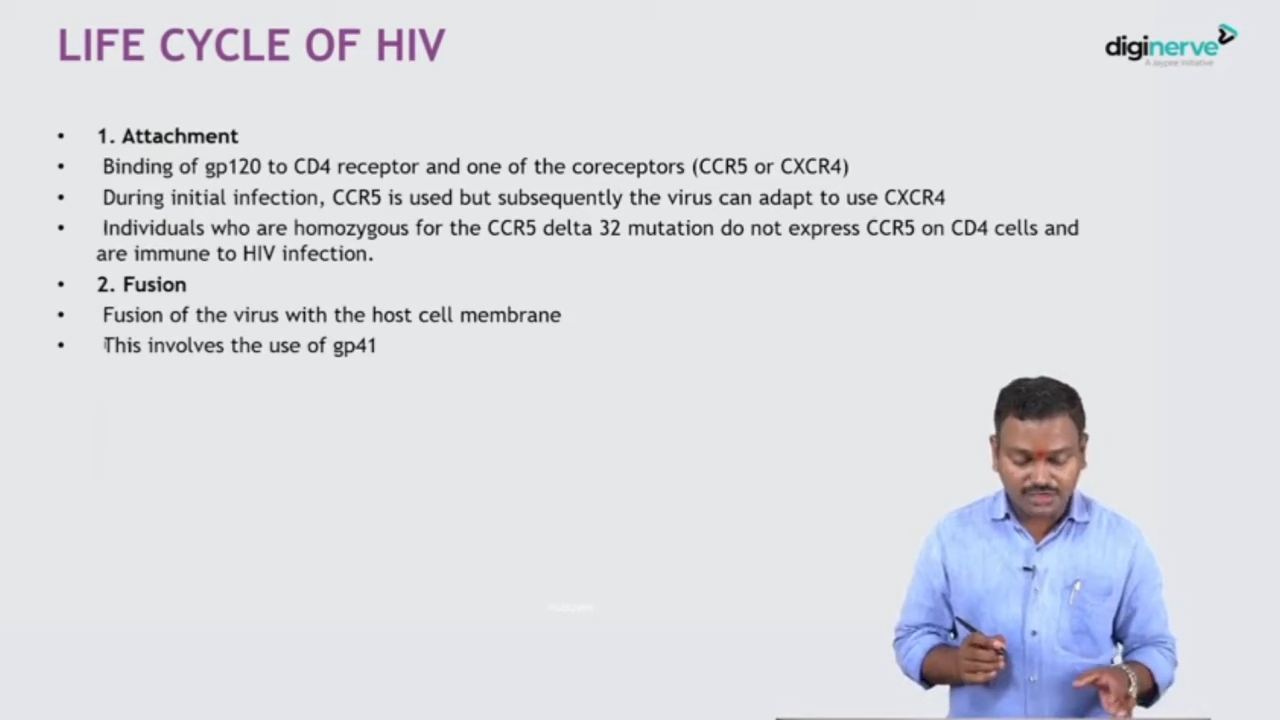 LIFE CYCLE OF HIV
diginerve
A Jaypee Initiative
• 1. Attachment
• Binding of gp120 to CD4 receptor and one of the coreceptors (CCR5 or CXCR4)
• During initial infection, CCR5 is used but subsequently the virus can adapt to use CXCR4
• Individuals who are homozygous for the CCR5 delta 32 mutation do not express CCR5 on CD4 cells and
are immune to HIV infection.
• 2. Fusion
• Fusion of the virus with the host cell membrane
• This involves the use of gp41